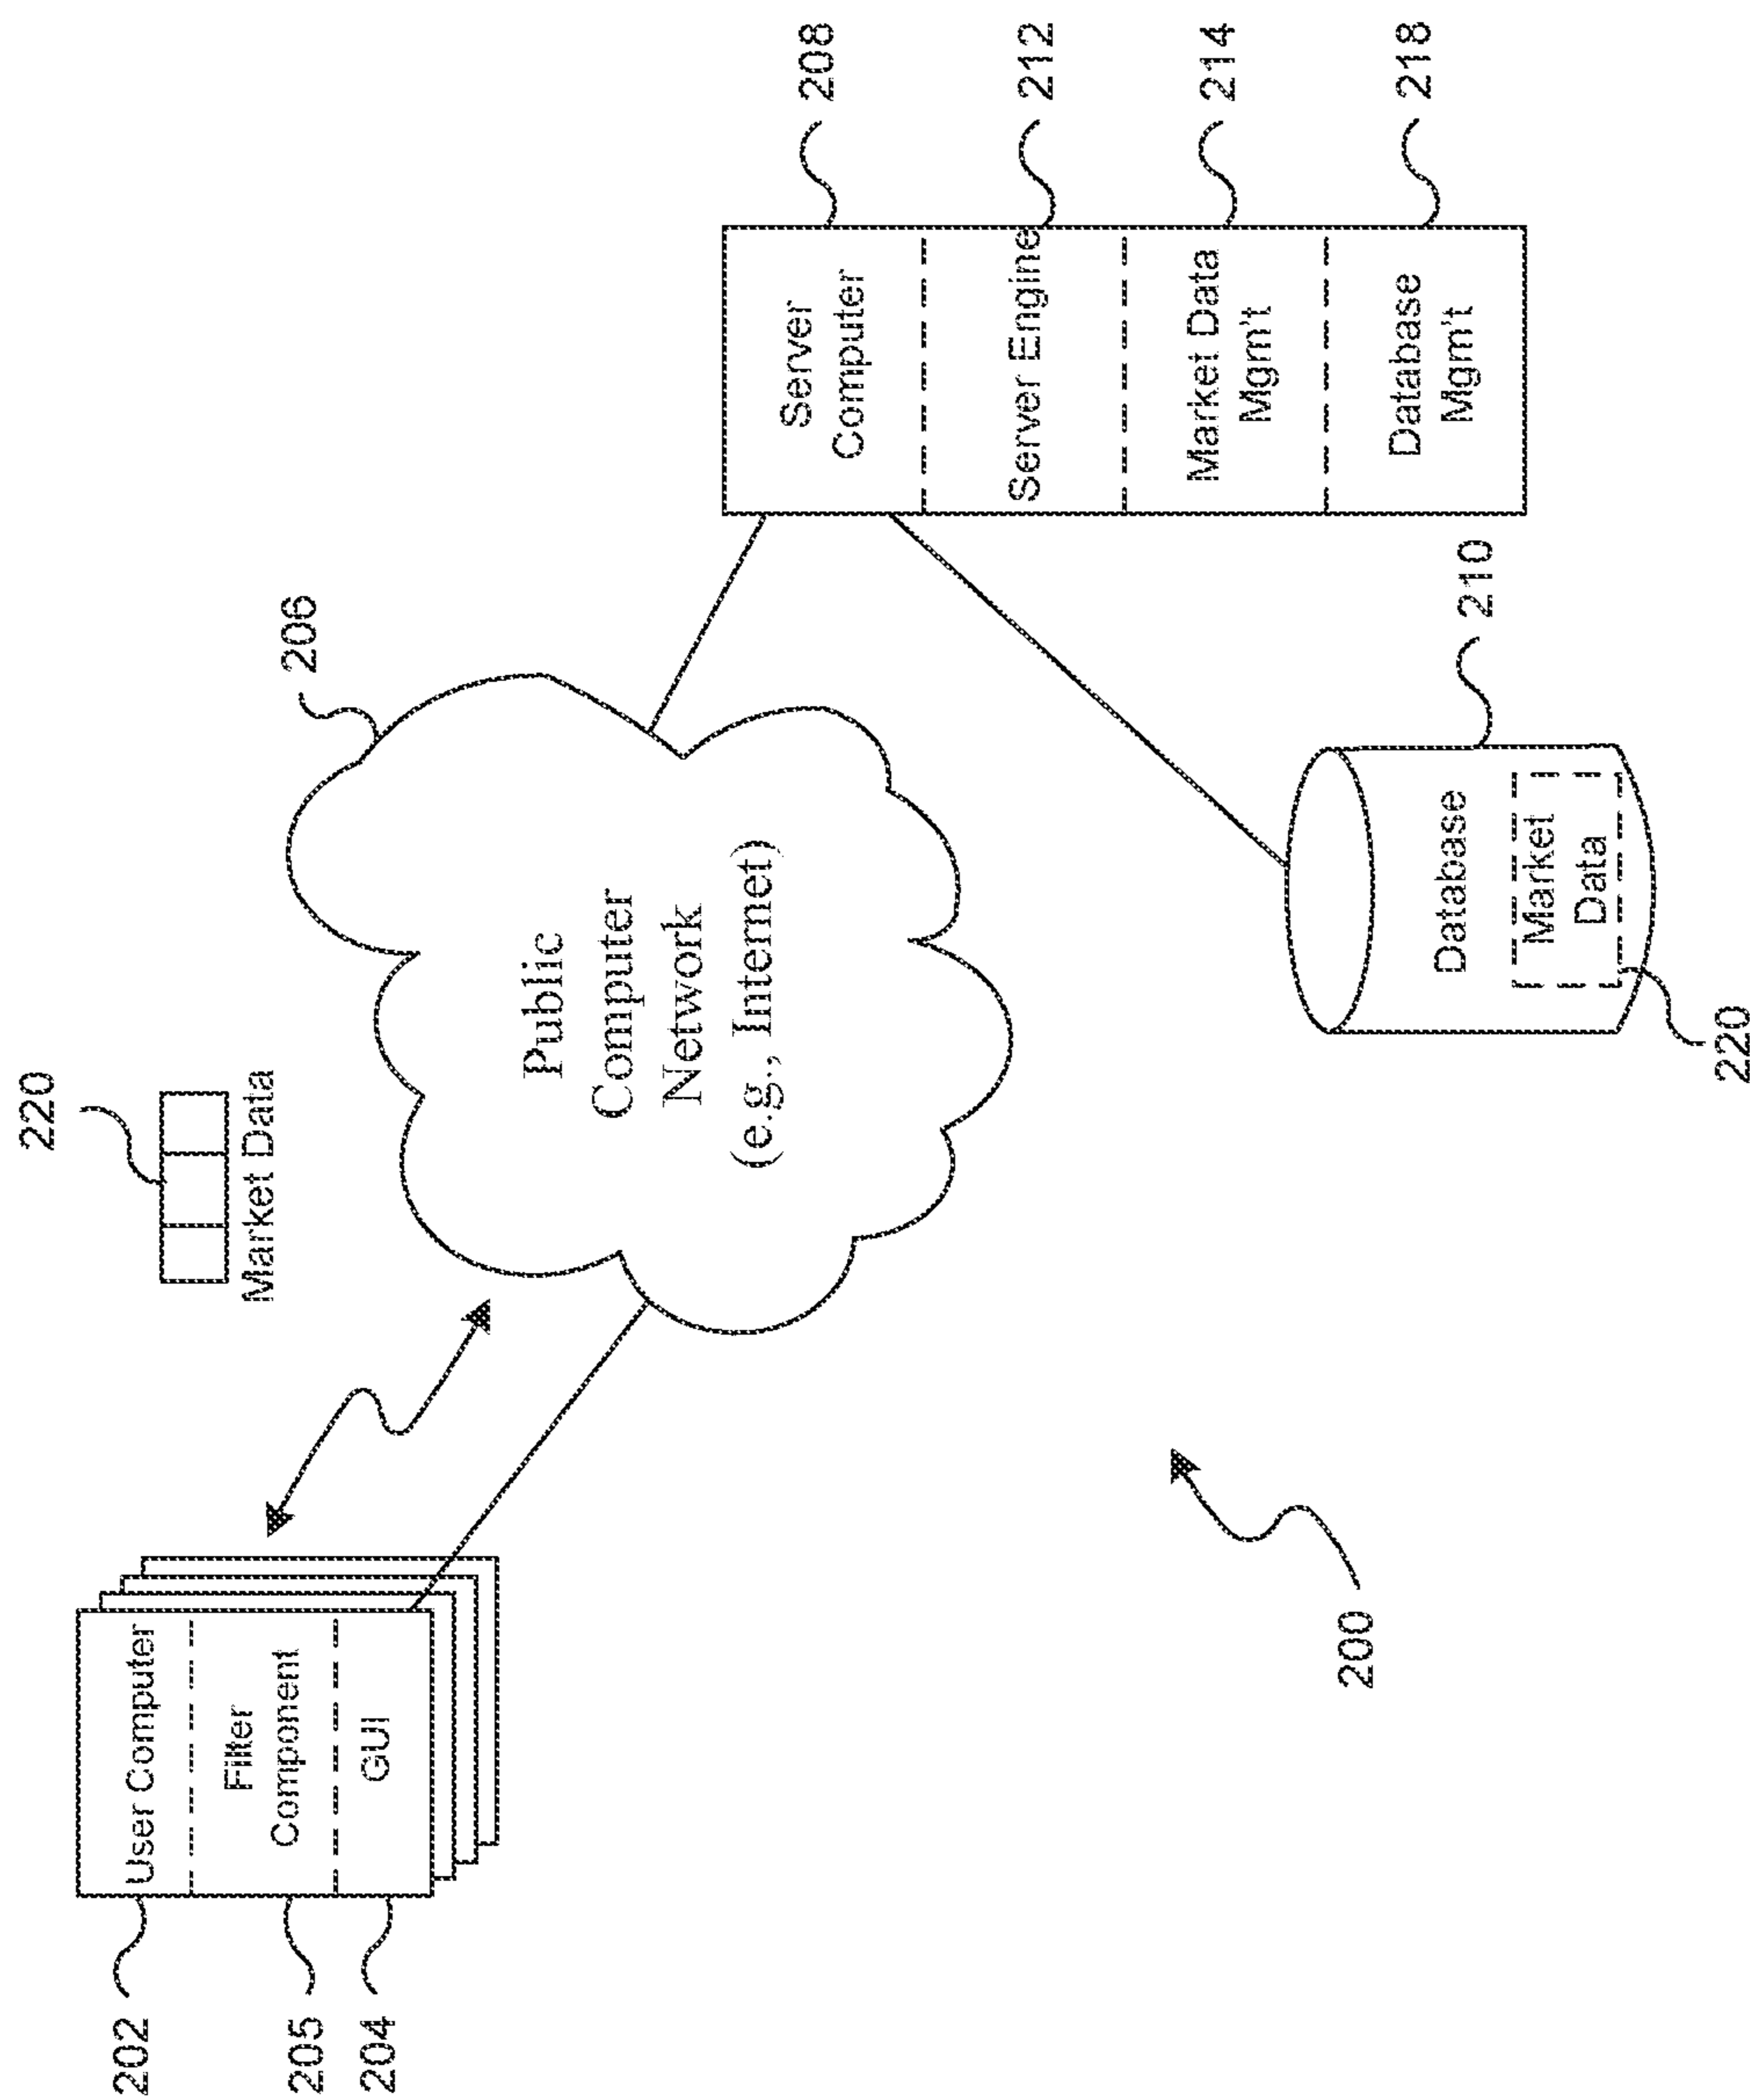 220
Market Data
202
User Computer
205
Filter
Component
204
GUI
206
Public
Computer
Network
(e.g., Internet)
208
Server
Computer
212
Server Engine
214
Market Data
Mgm't
218
Database
Mgm't
210
Database
Market
Data
220
200